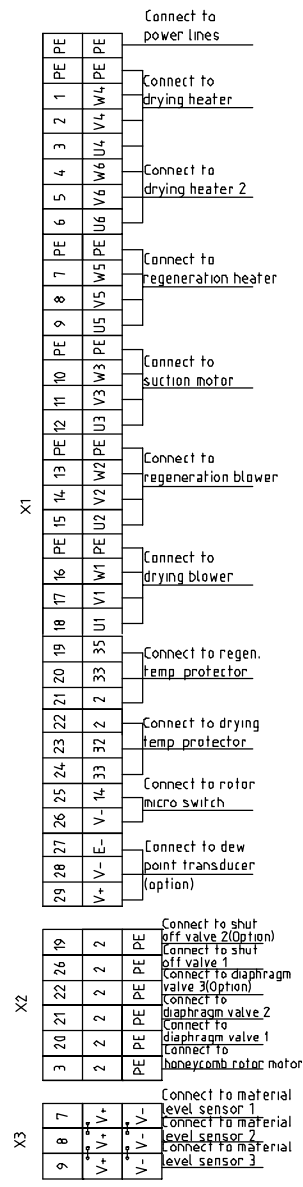 Connect to
power lines
PE PE
PE PE
1 W4
Connect to
drying heater
2 V4
3 U4
4 W6
Connect to
drying heater 2
5 V6
6 U6
PE PE
7 W5
Connect to
regeneration heater
8 V5
9 U5
PE PE
10 W3
Connect to
suction motor
11 V3
12 U3
PE PE
13 W2
Connect to
regeneration blower
14 V2
15 U2
X1
PE PE
16 W1
Connect to
drying blower
17 V1
18 U1
19 35
20 33
Connect to regen.
temp protector
21 2
22 2
23 32
Connect to drying
temp protector
24 33
25 14
Connect to rotor
micro switch
26 V-
27 E-
28 V-
Connect to dew
point transducer
(option)
29 V+
X2
19 2 PE
Connect to shut
off valve 2(Option)
26 2 PE
Connect to shut
off valve 1
22 2 PE
Connect to diaphragm
valve 3(Option)
21 2 PE
Connect to
diaphragm valve 2
20 2 PE
Connect to
diaphragm valve 1
3 2 PE
Connect to
honeycomb rotor motor
X3
7 V+ V-
Connect to material
level sensor 1
8 V+ V-
Connect to material
level sensor 2
9 V+ V-
Connect to material
level sensor 3